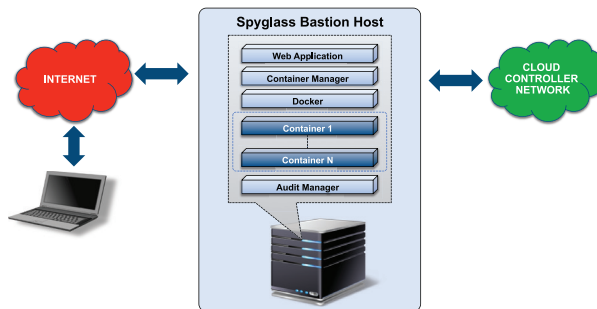 Spyglass Bastion Host
Web Application
Container Manager
Docker
Container 1
Container N
Audit Manager
INTERNET
CLOUD
CONTROLLER
NETWORK